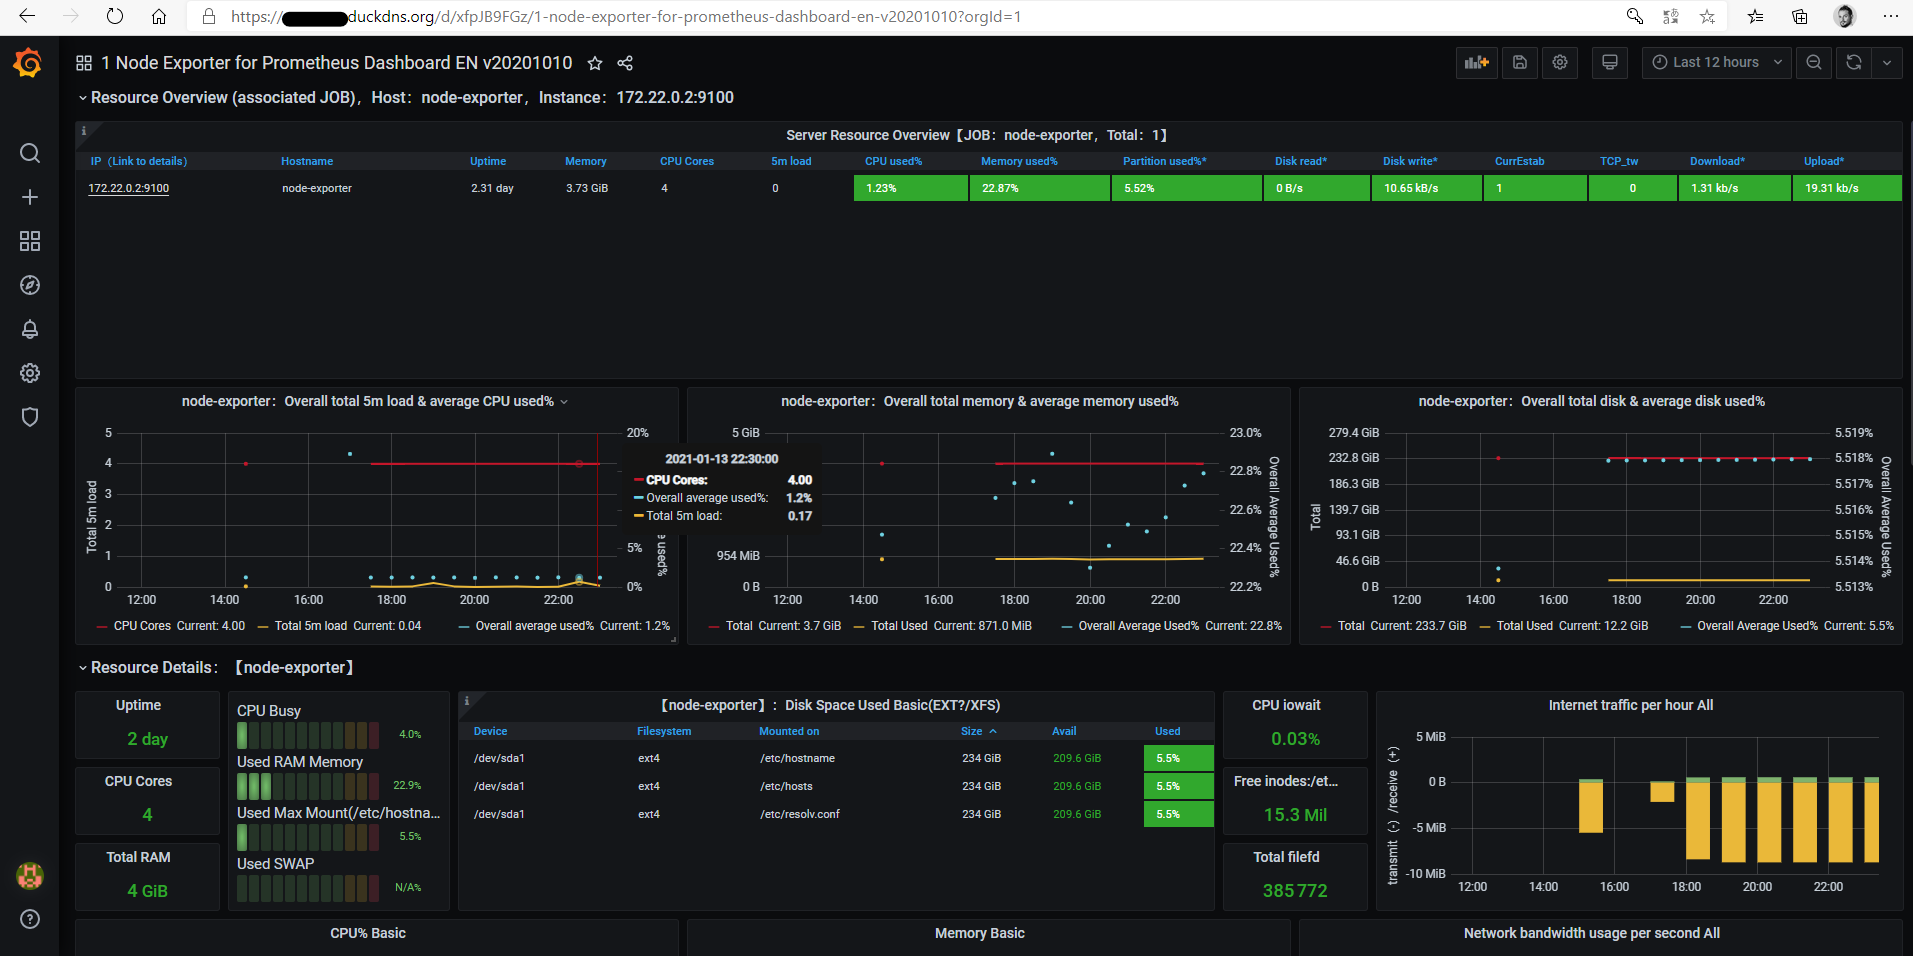 https://
duckdns.org/d/xfpJB9FGz/1-node-exporter-for-prometheus-dashboard-en-v20201010?orgId=1
1 Node Exporter for Prometheus Dashboard EN v20201010
Last 12 hours
Resource Overview (associated JOB)，Host：node-exporter，Instance：172.22.0.2:9100
Server Resource Overview【JOB：node-exporter，Total：1】
IP（Link to details） Hostname Uptime Memory CPU Cores 5m load CPU used% Memory used% Partition used%* Disk read* Disk write* CurrEstab TCP_tw Download* Upload*
172.22.0.2:9100 node-exporter 2.31 day 3.73 GiB 4 0 1.23% 22.87% 5.52% 0 B/s 10.65 kB/s 1 0 1.31 kb/s 19.31 kb/s
node-exporter：Overall total 5m load & average CPU used%
Total 5m load
5
4
3
2
1
0
20%
5%
0%
e used%
12:00 14:00 16:00 18:00 20:00 22:00
CPU Cores Current: 4.00 Total 5m load Current: 0.04 Overall average used% Current: 1.2%
2021-01-13 22:30:00
CPU Cores: 4.00
Overall average used%: 1.2%
Total 5m load: 0.17
node-exporter：Overall total memory & average memory used%
5 GiB
954 MiB
0 B
23.0%
22.8%
22.6%
22.4%
22.2%
Overall Average Used%
12:00 14:00 16:00 18:00 20:00 22:00
Total Current: 3.7 GiB Total Used Current: 871.0 MiB Overall Average Used% Current: 22.8%
node-exporter：Overall total disk & average disk used%
Total
279.4 GiB
232.8 GiB
186.3 GiB
139.7 GiB
93.1 GiB
46.6 GiB
0 B
5.519%
5.518%
5.517%
5.516%
5.515%
5.514%
5.513%
Overall Average Used%
12:00 14:00 16:00 18:00 20:00 22:00
Total Current: 233.7 GiB Total Used Current: 12.2 GiB Overall Average Used% Current: 5.5%
Resource Details：【node-exporter】
Uptime
2 day
CPU Cores
4
Total RAM
4 GiB
CPU Busy
4.0%
Used RAM Memory
22.9%
Used Max Mount(/etc/hostna...
5.5%
Used SWAP
N/A%
【node-exporter】：Disk Space Used Basic(EXT?/XFS)
Device Filesystem Mounted on Size Avail Used
/dev/sda1 ext4 /etc/hostname 234 GiB 209.6 GiB 5.5%
/dev/sda1 ext4 /etc/hosts 234 GiB 209.6 GiB 5.5%
/dev/sda1 ext4 /etc/resolv.conf 234 GiB 209.6 GiB 5.5%
CPU iowait
0.03%
Free inodes:/et...
15.3 Mil
Total filefd
385 772
Internet traffic per hour All
transmit (-) /receive (+)
5 MiB
0 B
-5 MiB
-10 MiB
12:00 14:00 16:00 18:00 20:00 22:00
CPU% Basic
Memory Basic
Network bandwidth usage per second All